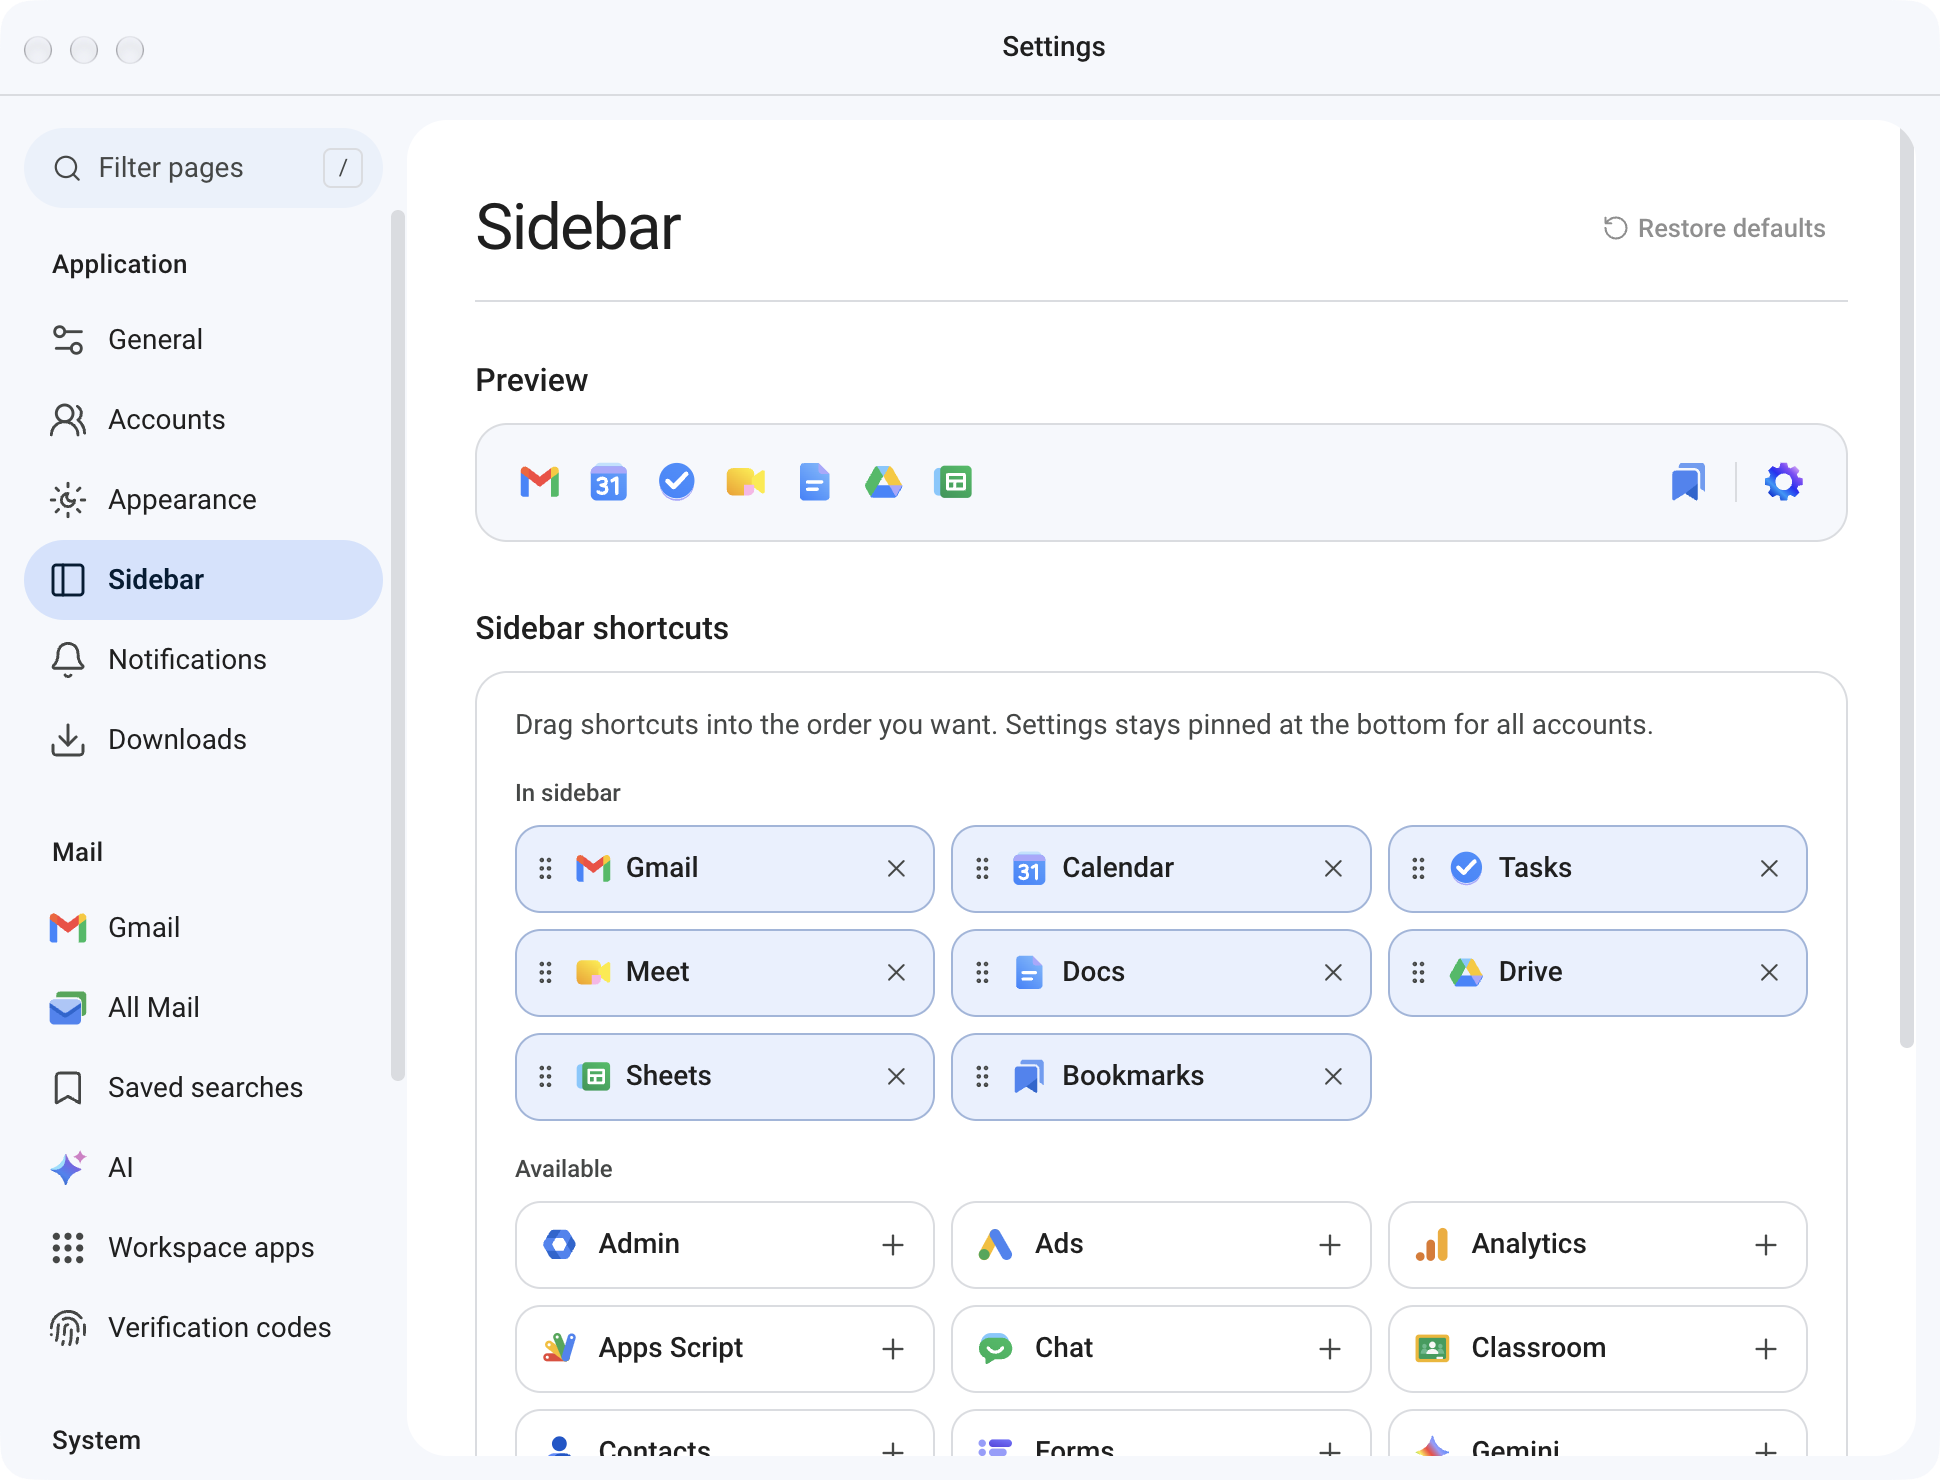 Settings
Filter pages /
Application
General
Accounts
Appearance
Sidebar
Notifications
Downloads
Mail
Gmail
All Mail
Saved searches
AI
Workspace apps
Verification codes
System
Sidebar
Restore defaults
Preview
31
Sidebar shortcuts
Drag shortcuts into the order you want. Settings stays pinned at the bottom for all accounts.
In sidebar
Gmail
31 Calendar
Tasks
Meet
Docs
Drive
Sheets
Bookmarks
Available
Admin
Ads
Analytics
Apps Script
Chat
Classroom
Contacts
Forms
Gemini